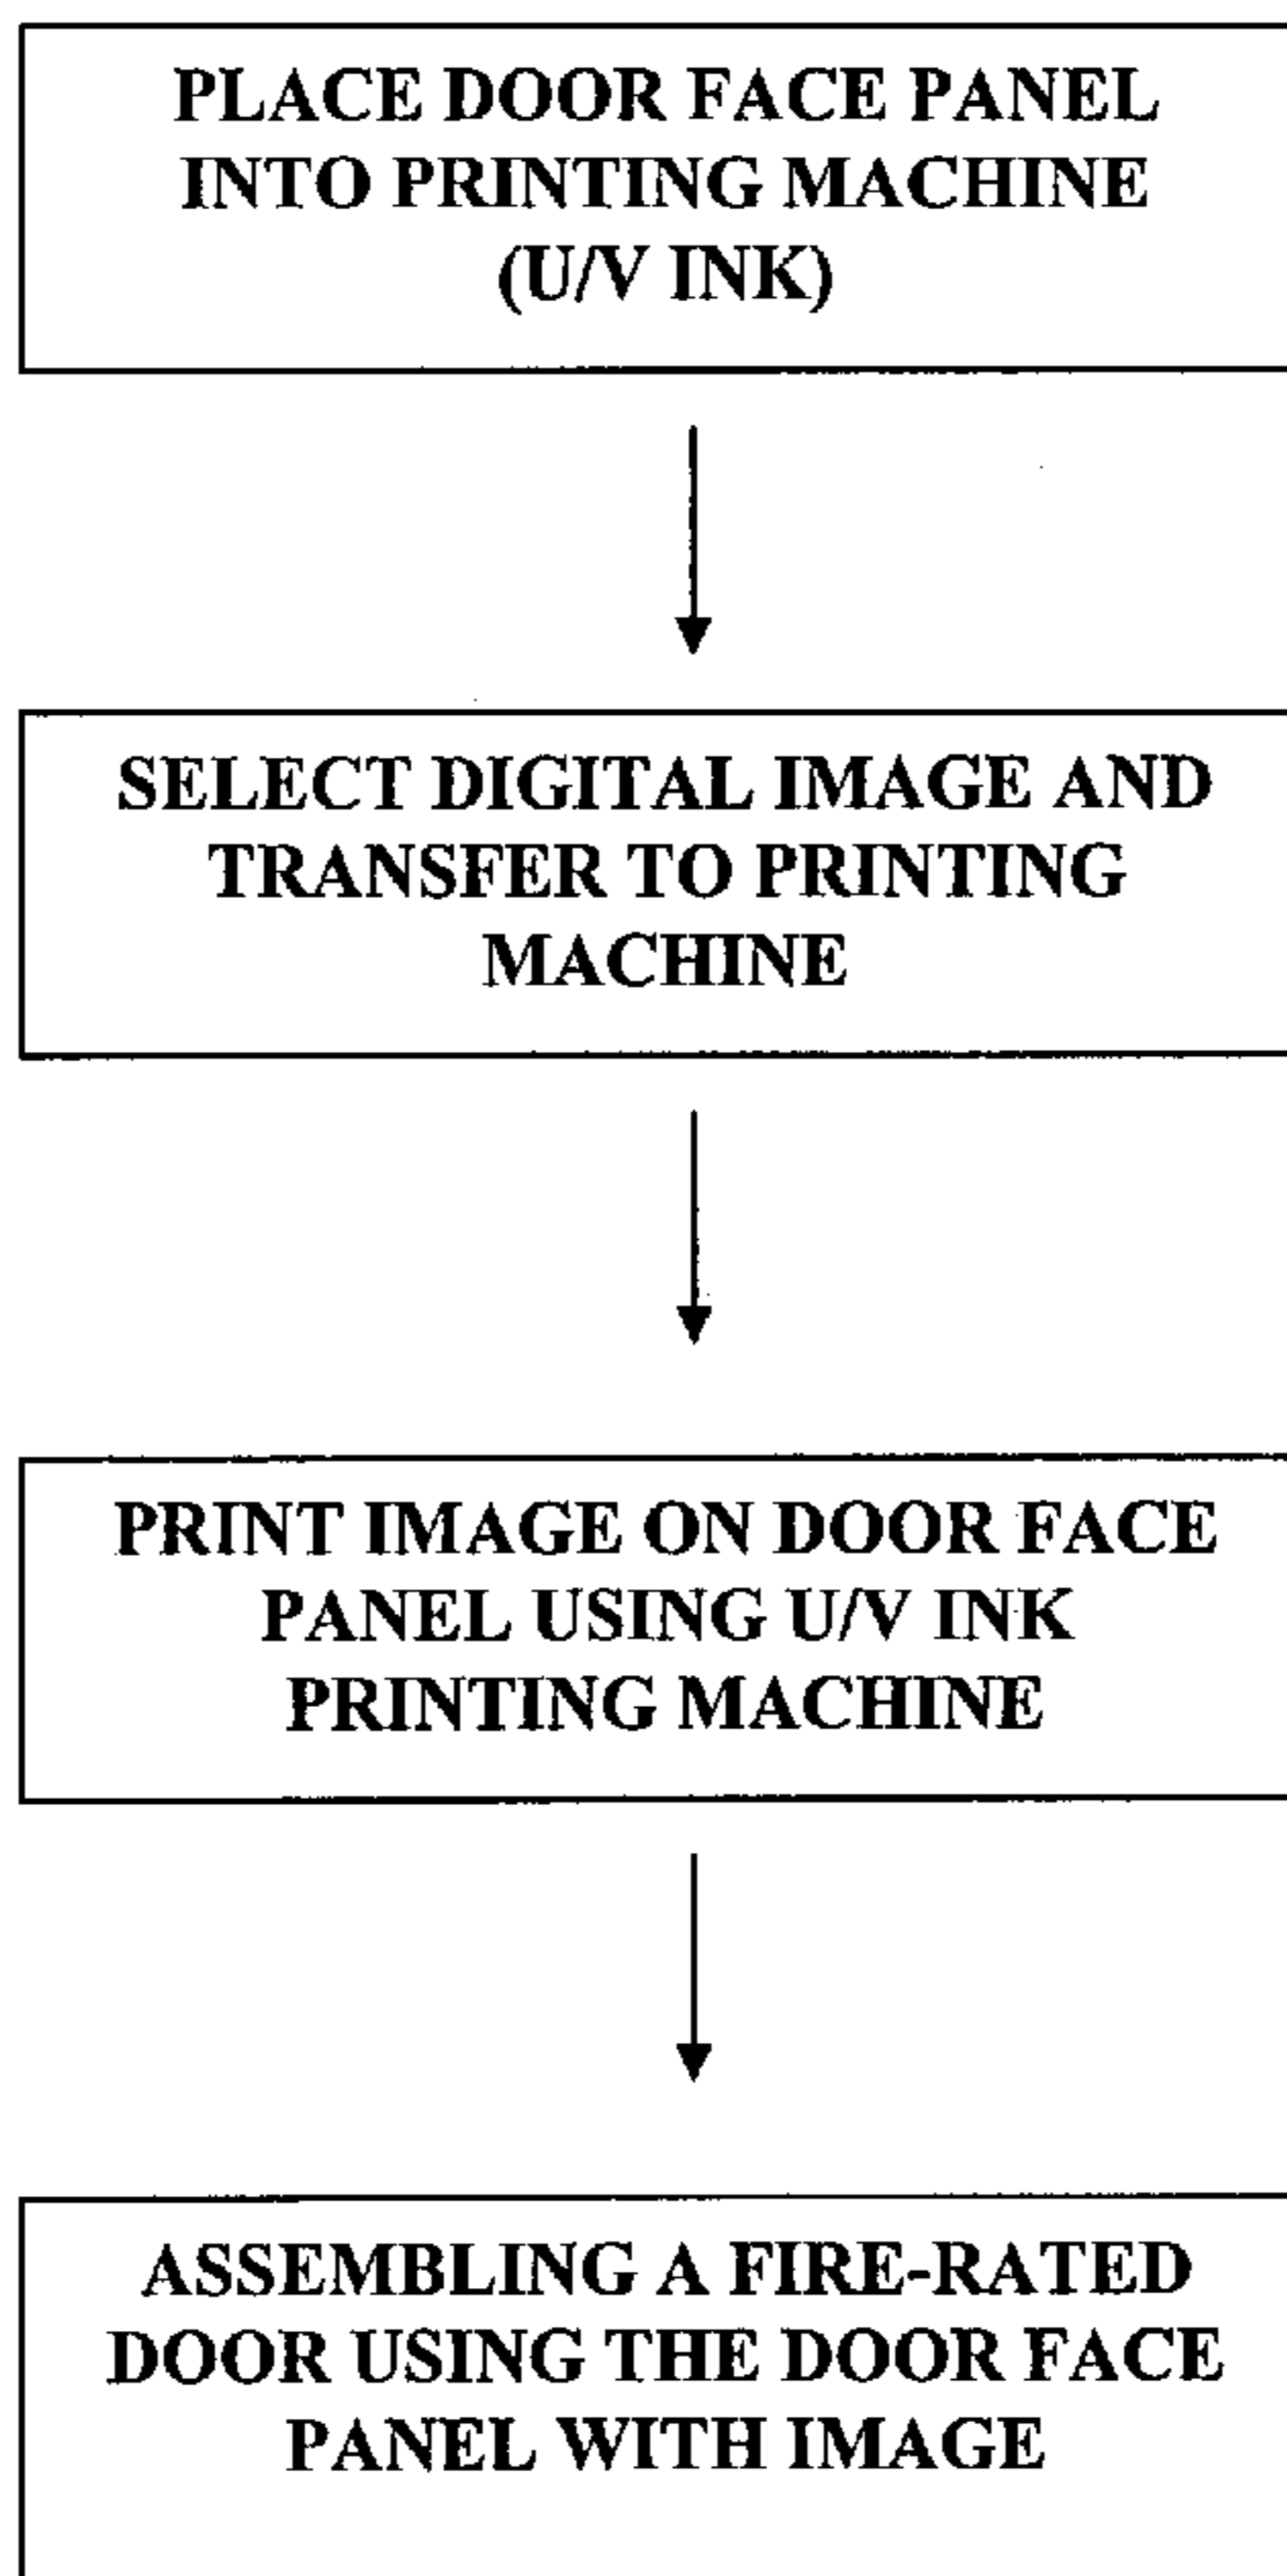 PLACE DOOR FACE PANEL
INTO PRINTING MACHINE
(U/V INK)
SELECT DIGITAL IMAGE AND
TRANSFER TO PRINTING
MACHINE
PRINT IMAGE ON DOOR FACE
PANEL USING U/V INK
PRINTING MACHINE
ASSEMBLING A FIRE-RATED
DOOR USING THE DOOR FACE
PANEL WITH IMAGE